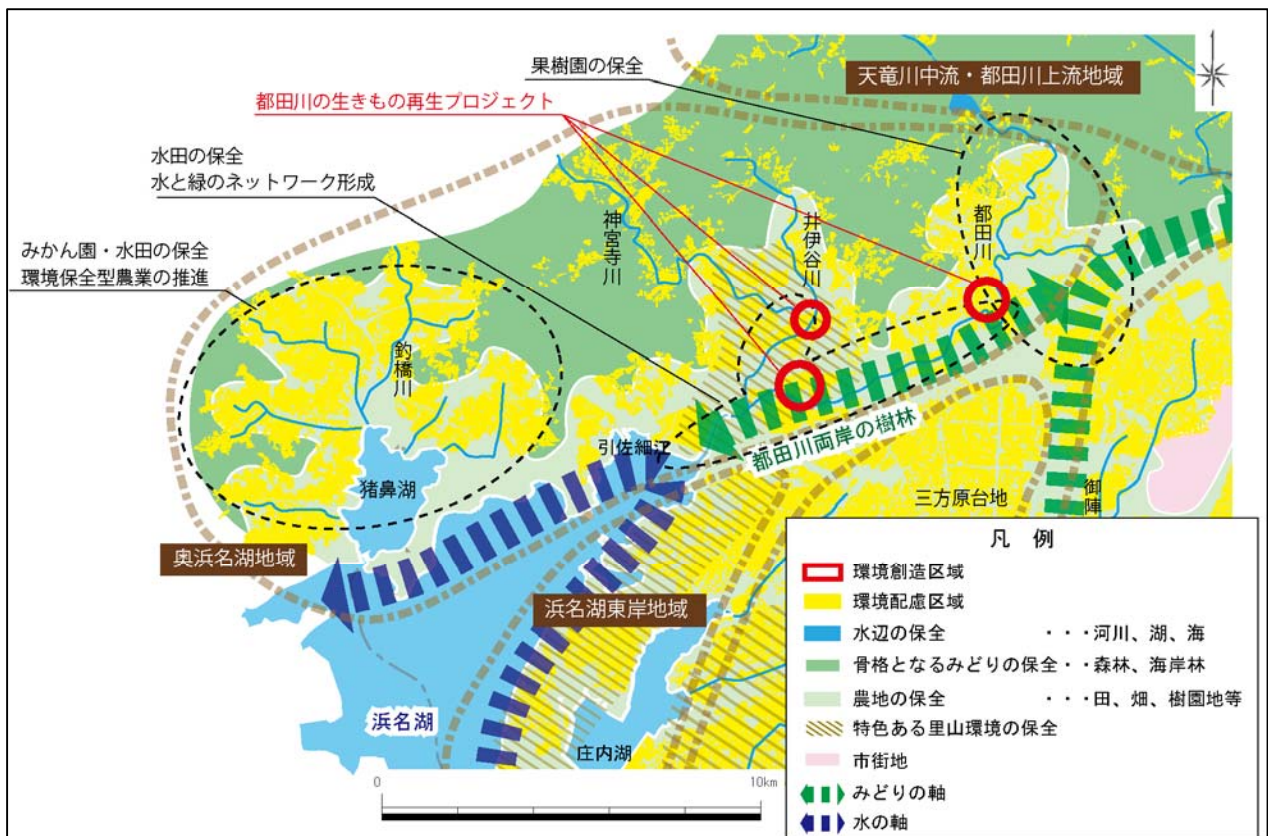 果樹園の保全
天竜川中流・都田川上流地域
都田川の生きもの再生プロジェクト
水田の保全
水と緑のネットワーク形成
みかん園・水田の保全
環境保全型農業の推進
神宮寺川
井伊谷川
都田川
釣橋川
引佐細江
都田川両岸の樹林
猪鼻湖
三方原台地
御陣
奥浜名湖地域
浜名湖東岸地域
浜名湖
庄内湖
0
10km
凡 例
環境創造区域
環境配慮区域
水辺の保全 ・・・河川、湖、海
骨格となるみどりの保全・・森林、海岸林
農地の保全 ・・・田、畑、樹園地等
特色ある里山環境の保全
市街地
みどりの軸
水の軸